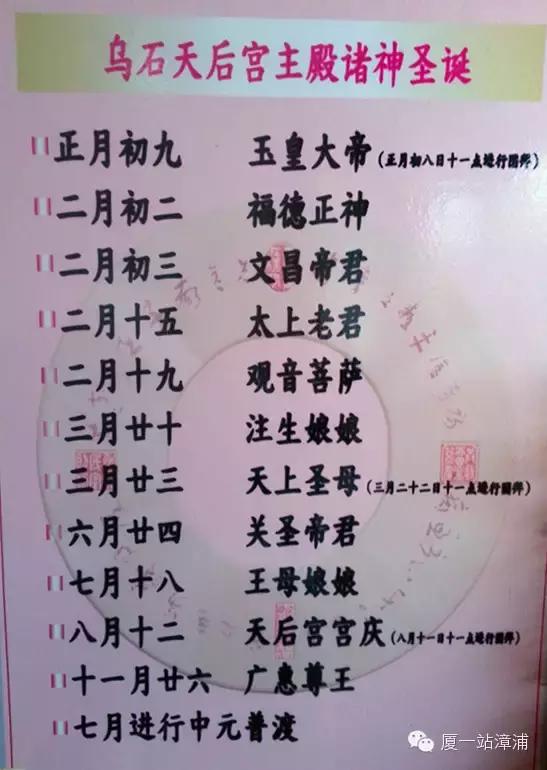 乌石天后宫主殿诸神圣诞
正月初九 玉皇大帝 (正月初八日十一点进行团拜)
二月初二 福德正神
二月初三 文昌帝君
二月十五 太上老君
二月十九 观音菩萨
三月廿十 注生娘娘
三月廿三 天上圣母 (三月二十二日十一点进行团拜)
六月廿四 关圣帝君
七月十八 王母娘娘
八月十二 天后宫宫庆 (八月十一日十一点进行团拜)
十一月廿六 广惠尊王
七月进行中元普渡
厦一站漳浦